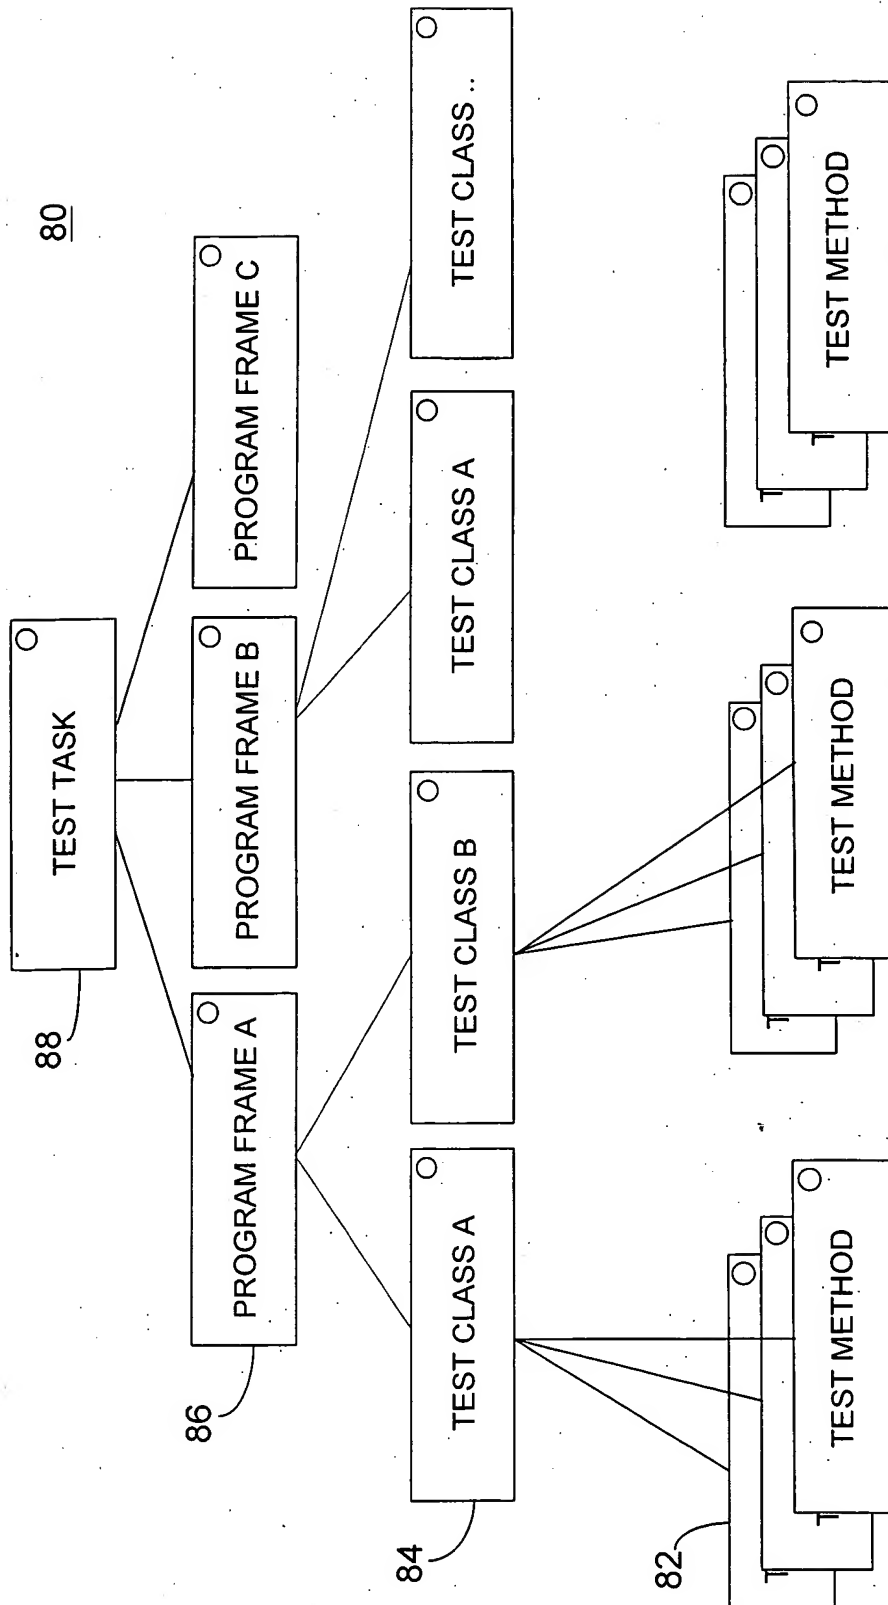 80
88
TEST TASK
86
PROGRAM FRAME A
PROGRAM FRAME B
PROGRAM FRAME C
84
TEST CLASS A
TEST CLASS B
TEST CLASS A
TEST CLASS ..
82
T
T
TEST METHOD
T
T
TEST METHOD
T
T
TEST METHOD